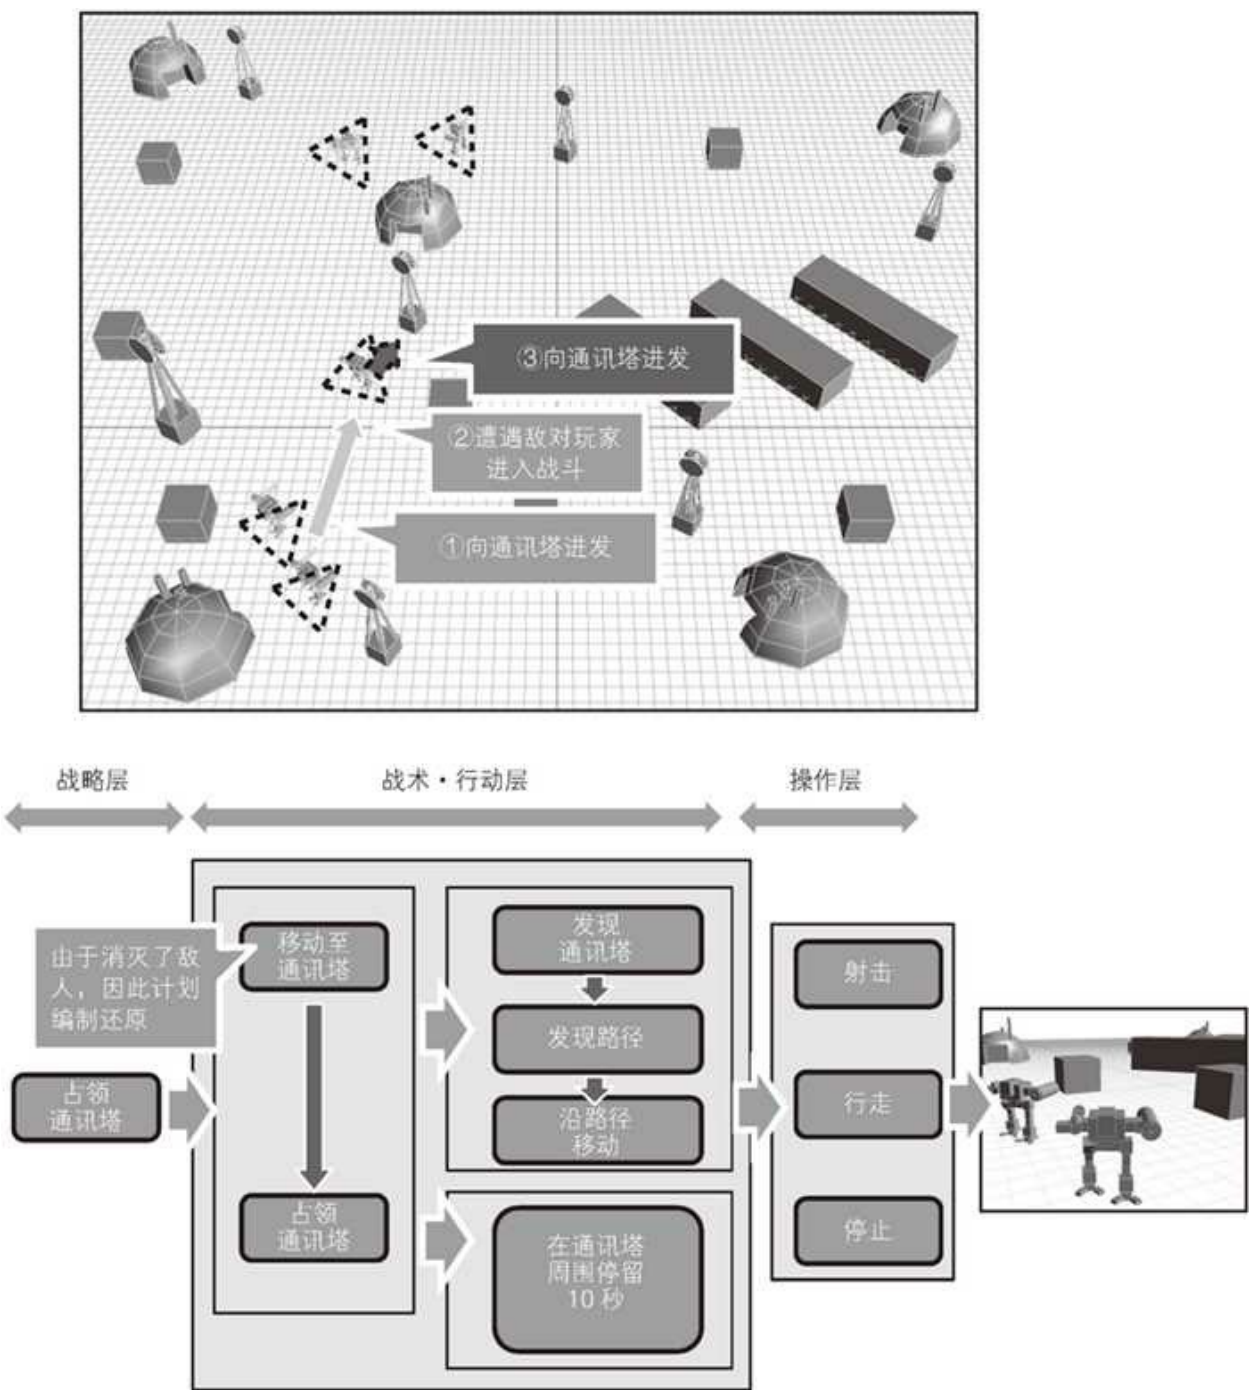 ③向通讯塔进发
②遭遇敌对玩家
进入战斗
①向通讯塔进发
战略层
战术·行动层
操作层
由于消灭了敌
人，因此计划
编制还原
占领
通讯塔
移动至
通讯塔
占领
通讯塔
发现
通讯塔
发现路径
沿路径
移动
在通讯塔
周围停留
10 秒
射击
行走
停止